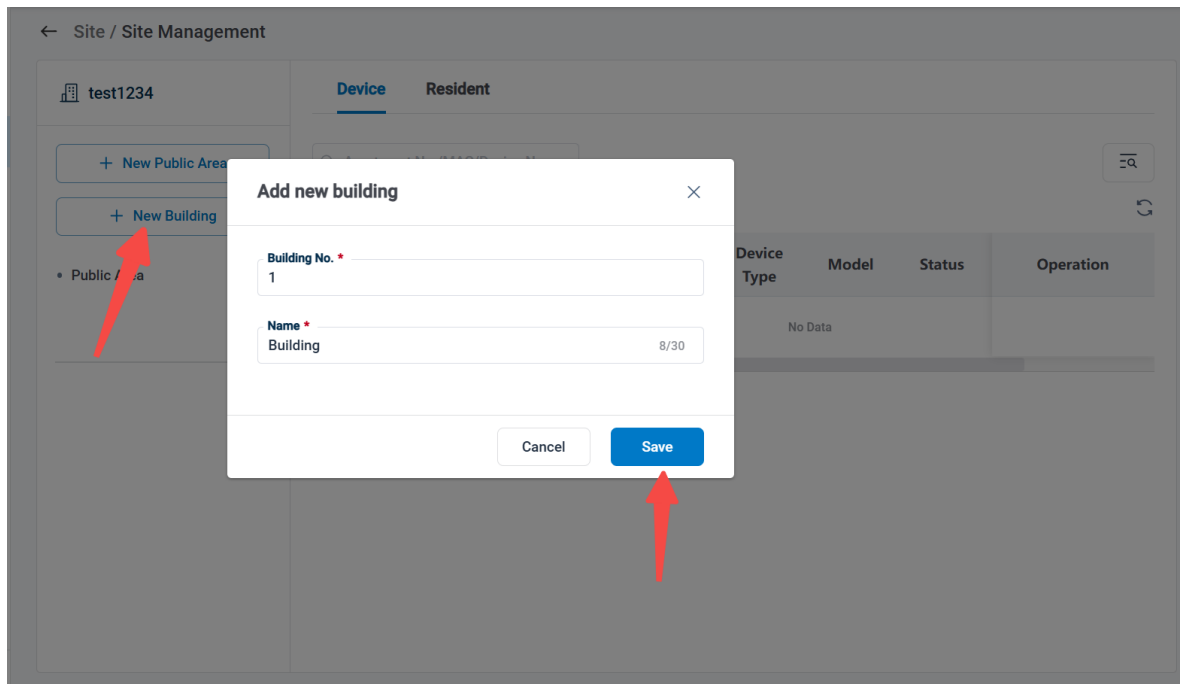 Site / Site Management
test1234
Device Resident
+ New Public Area
+ New Building
Public Area
Add new building
Building No. *
1
Name *
Building 8/30
Cancel Save
Device Type Model Status Operation
No Data